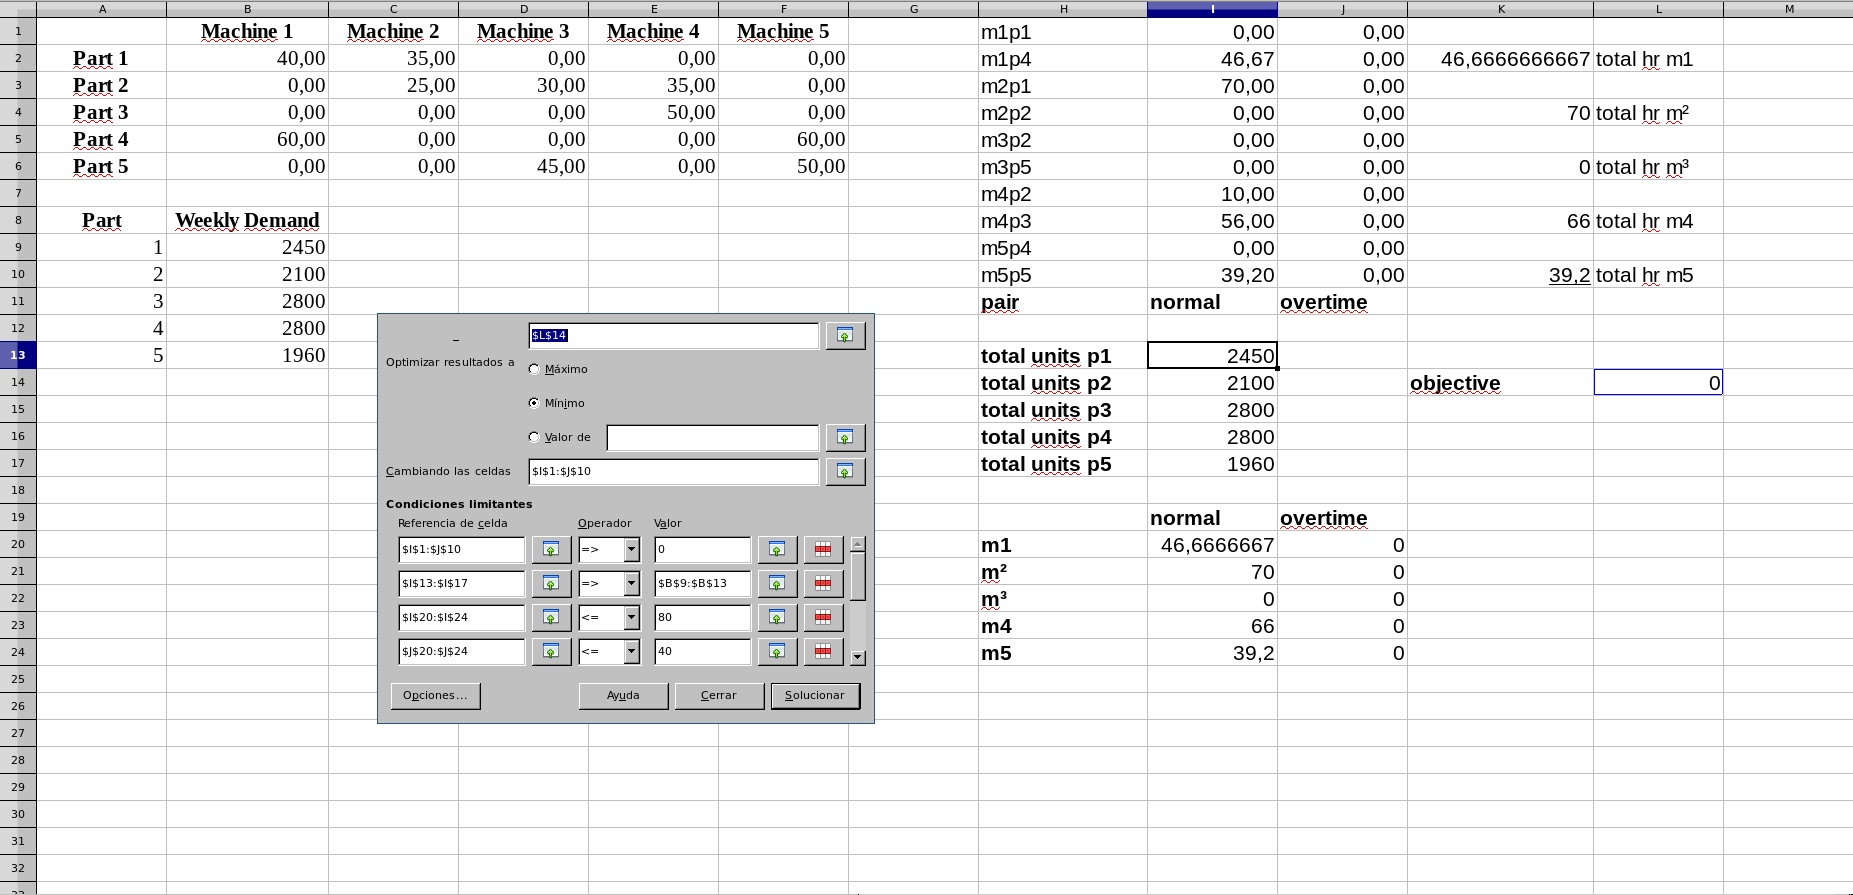 A B C D E F G H I J K L M
1 Machine 1 Machine 2 Machine 3 Machine 4 Machine 5 m1p1 0,00 0,00
2 Part 1 40,00 35,00 0,00 0,00 0,00 m1p4 46,67 0,00 46,6666666667 total hr m1
3 Part 2 0,00 25,00 30,00 35,00 0,00 m2p1 70,00 0,00
4 Part 3 0,00 0,00 0,00 50,00 0,00 m2p2 0,00 0,00 70 total hr m²
5 Part 4 60,00 0,00 0,00 0,00 60,00 m3p2 0,00 0,00
6 Part 5 0,00 0,00 45,00 0,00 50,00 m3p5 0,00 0,00 0 total hr m³
7 m4p2 10,00 0,00
8 Part Weekly Demand m4p3 56,00 0,00 66 total hr m4
9 1 2450 m5p4 0,00 0,00
10 2 2100 m5p5 39,20 0,00 39,2 total hr m5
11 3 2800 pair normal overtime
12 4 2800
13 5 1960 total units p1 2450
14 total units p2 2100 objective 0
15 total units p3 2800
16 total units p4 2800
17 total units p5 1960
18
19 normal overtime
20 m1 46,6666667 0
21 m² 70 0
22 m³ 0 0
23 m4 66 0
24 m5 39,2 0
25
26
27
28
29
30
31
32
$L$14
Optimizar resultados a
Máximo
Mínimo
Valor de
Cambiando las celdas $I$1:$J$10
Condiciones limitantes
Referencia de celda Operador Valor
$I$1:$J$10 => 0
$I$13:$I$17 => $B$9:$B$13
$I$20:$I$24 <= 80
$J$20:$J$24 <= 40
Opciones... Ayuda Cerrar Solucionar